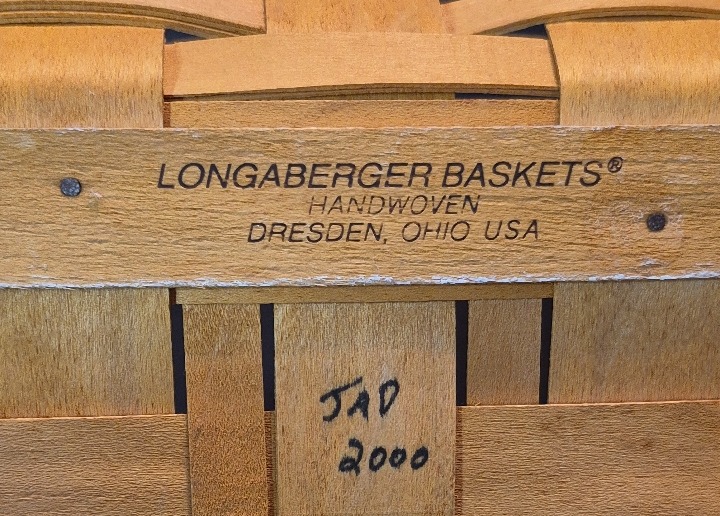 LONGABERGER BASKETS®
HANDWOVEN
DRESDEN, OHIO USA
JAD
2000